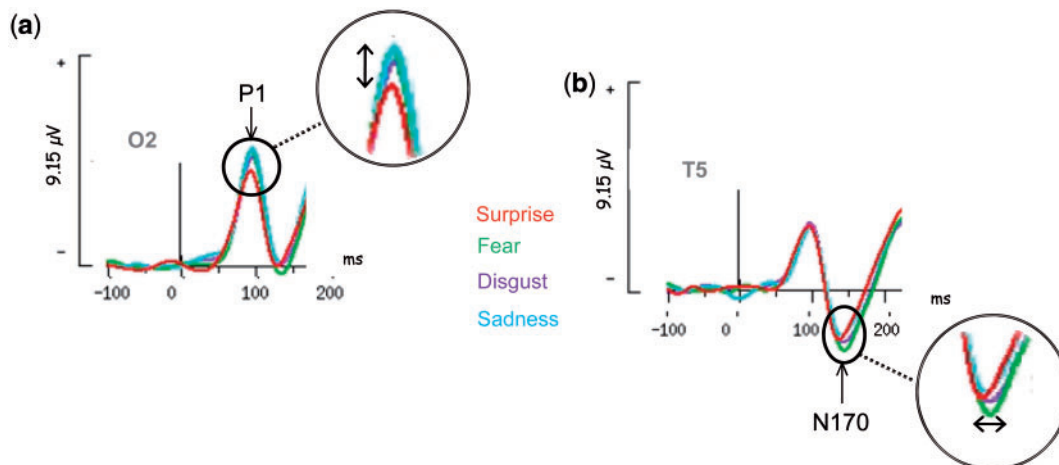 (a)
+
P1
O2
9.15 µV
−
ms
−100 0 100 200
Surprise
Fear
Disgust
Sadness
(b)
+
T5
9.15 µV
−
ms
−100 0 100 200
N170